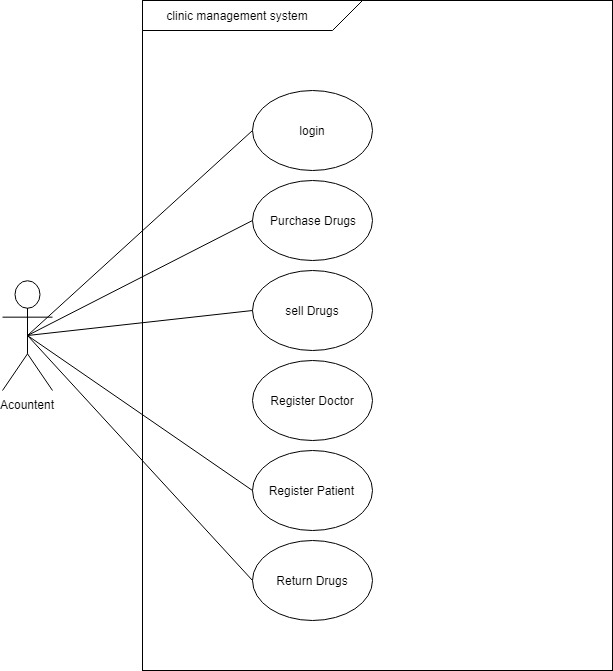 clinic management system
login
Purchase Drugs
sell Drugs
Register Doctor
Acountent
Register Patient
Return Drugs